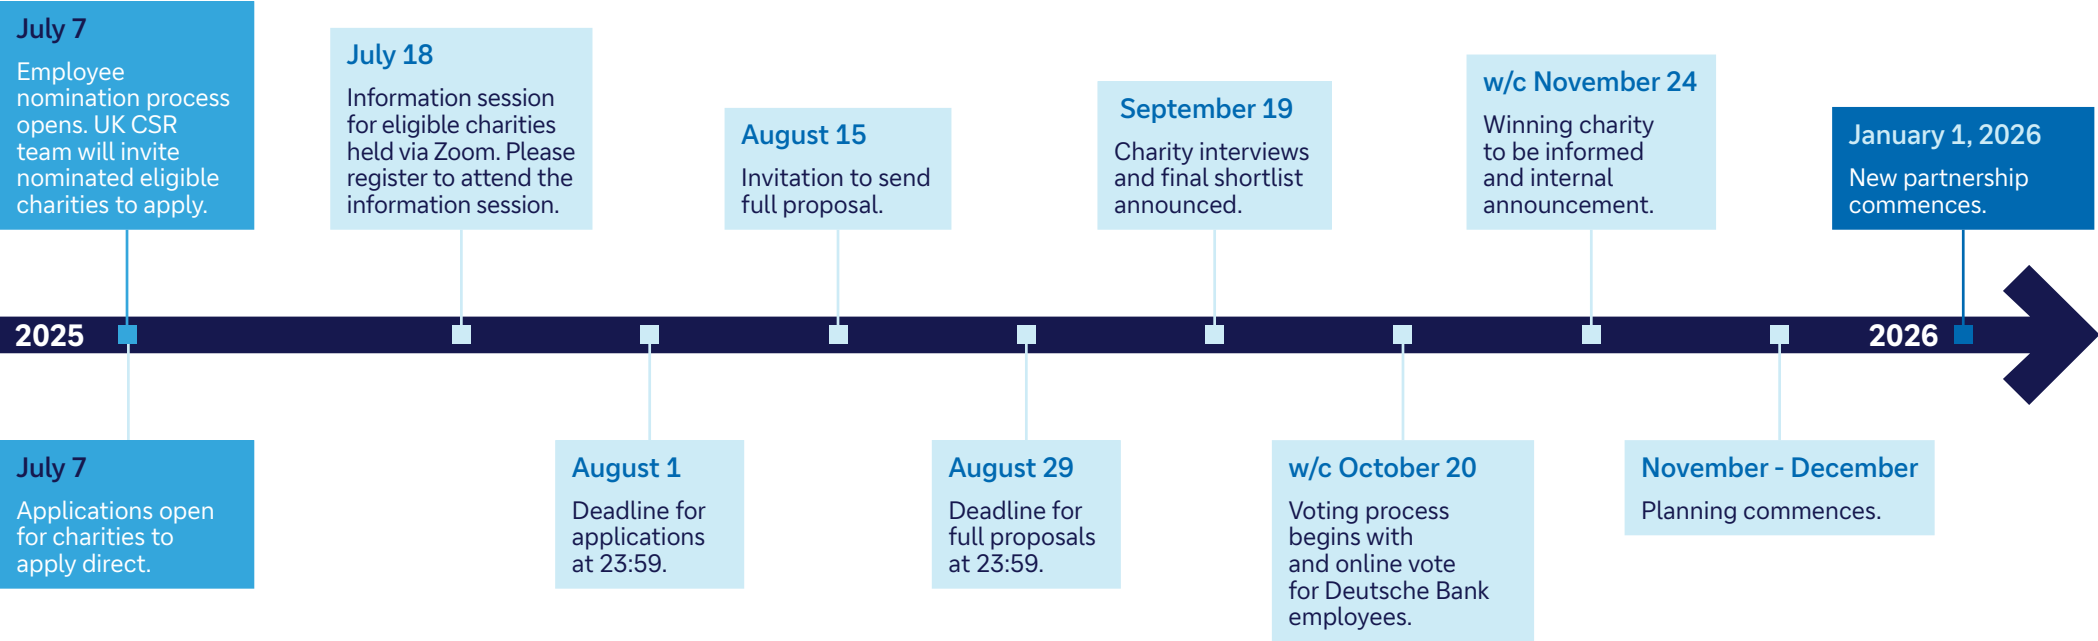 July 7
Employee
nomination process
opens. UK CSR
team will invite
nominated eligible
charities to apply.
July 18
Information session
for eligible charities
held via Zoom. Please
register to attend the
information session.
August 15
Invitation to send
full proposal.
September 19
Charity interviews
and final shortlist
announced.
w/c November 24
Winning charity
to be informed
and internal
announcement.
January 1, 2026
New partnership
commences.
2025
2026
July 7
Applications open
for charities to
apply direct.
August 1
Deadline for
applications
at 23:59.
August 29
Deadline for
full proposals
at 23:59.
w/c October 20
Voting process
begins with
and online vote
for Deutsche Bank
employees.
November - December
Planning commences.